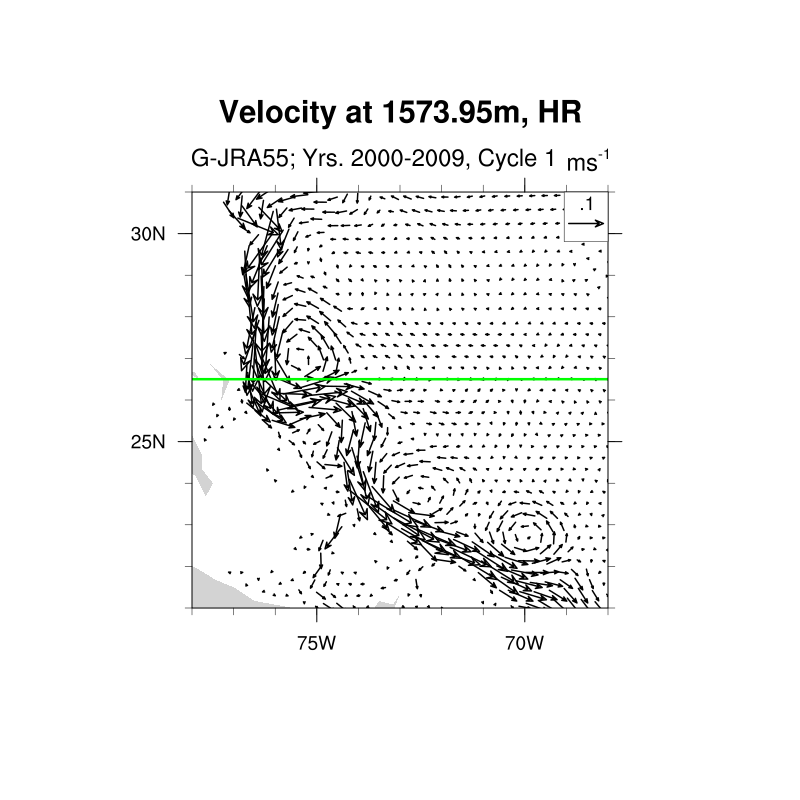 Velocity at 1573.95m, HR
G-JRA55; Yrs. 2000-2009, Cycle 1 ms⁻¹
.1
30N
25N
75W 70W